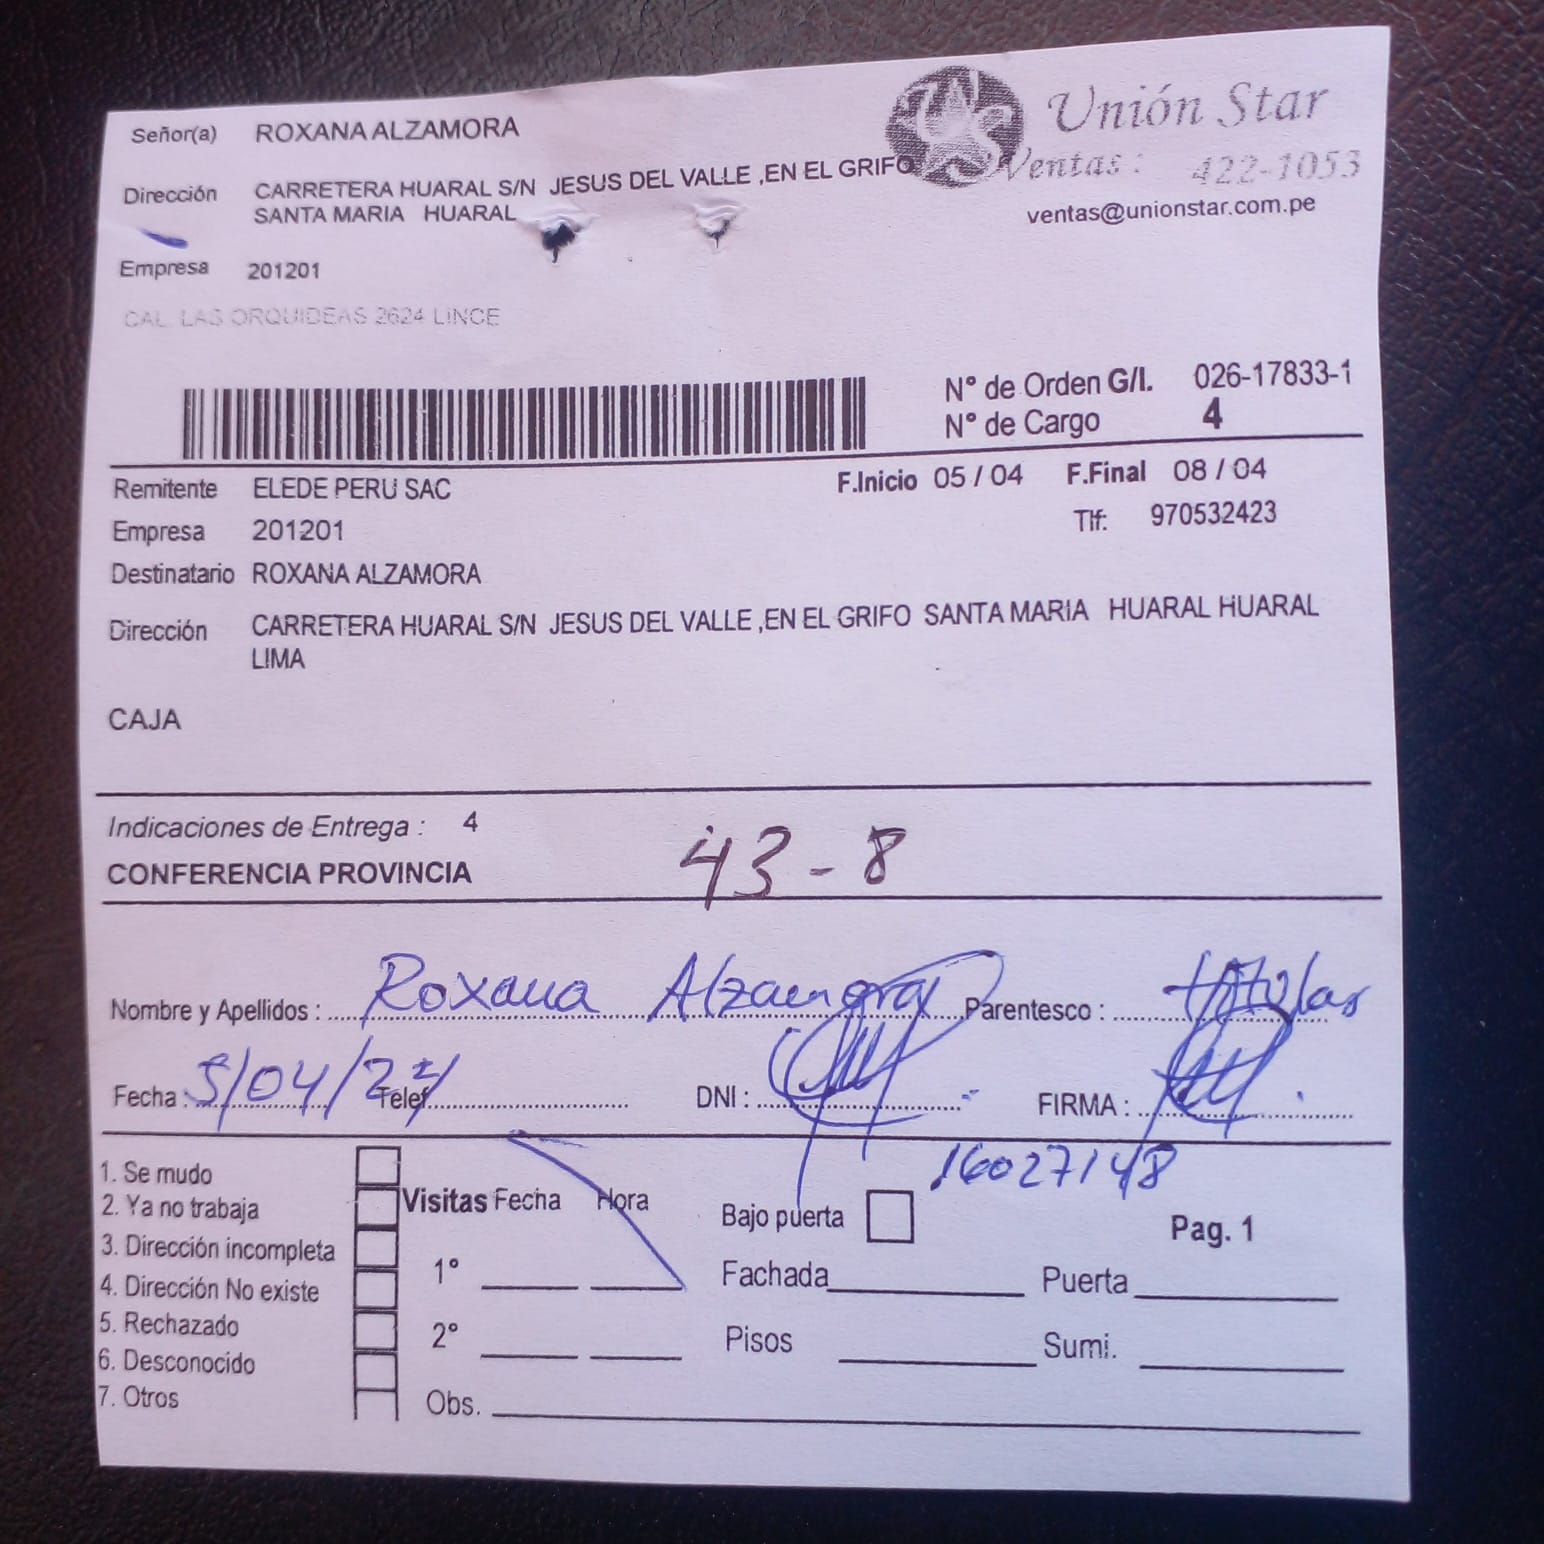 Señor(a) ROXANA ALZAMORA
Unión Star
Dirección CARRETERA HUARAL S/N JESUS DEL VALLE ,EN EL GRIFO
Ventas : 422-1053
SANTA MARIA HUARAL
ventas@unionstar.com.pe
Empresa 201201
CAL. LAS ORQUIDEAS 2624 LINCE
N° de Orden G/I. 026-17833-1
N° de Cargo 4
Remitente ELEDE PERU SAC F.Inicio 05 / 04 F.Final 08 / 04
Empresa 201201 Tlf: 970532423
Destinatario ROXANA ALZAMORA
Dirección CARRETERA HUARAL S/N JESUS DEL VALLE ,EN EL GRIFO SANTA MARIA HUARAL HUARAL
LIMA
CAJA
Indicaciones de Entrega : 4
CONFERENCIA PROVINCIA 43 - 8
Nombre y Apellidos : Roxana Alzamora Parentesco :
Fecha : 5/04/2 Telef. DNI : FIRMA :
16027148
1. Se mudo
2. Ya no trabaja Visitas Fecha Hora Bajo puerta Pag. 1
3. Dirección incompleta
4. Dirección No existe 1° Fachada Puerta
5. Rechazado
6. Desconocido 2° Pisos Sumi.
7. Otros Obs.